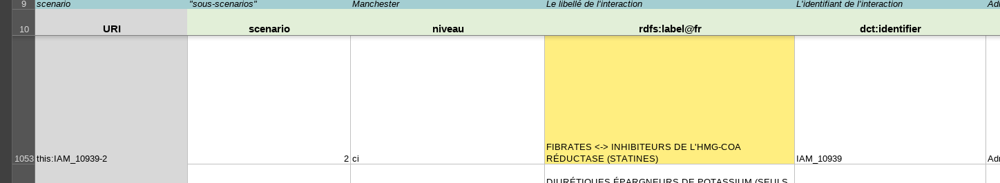 9 scenario "sous-scenarios" Manchester Le libellé de l'interaction L'identifiant de l'interaction
10 URI scenario niveau rdfs:label@fr dct:identifier
FIBRATES <-> INHIBITEURS DE L'HMG-COA
1053 this:IAM_10939-2 2 ci RÉDUCTASE (STATINES) IAM_10939
DIURÉTIQUES ÉPARGNEURS DE POTASSIUM (SEULS